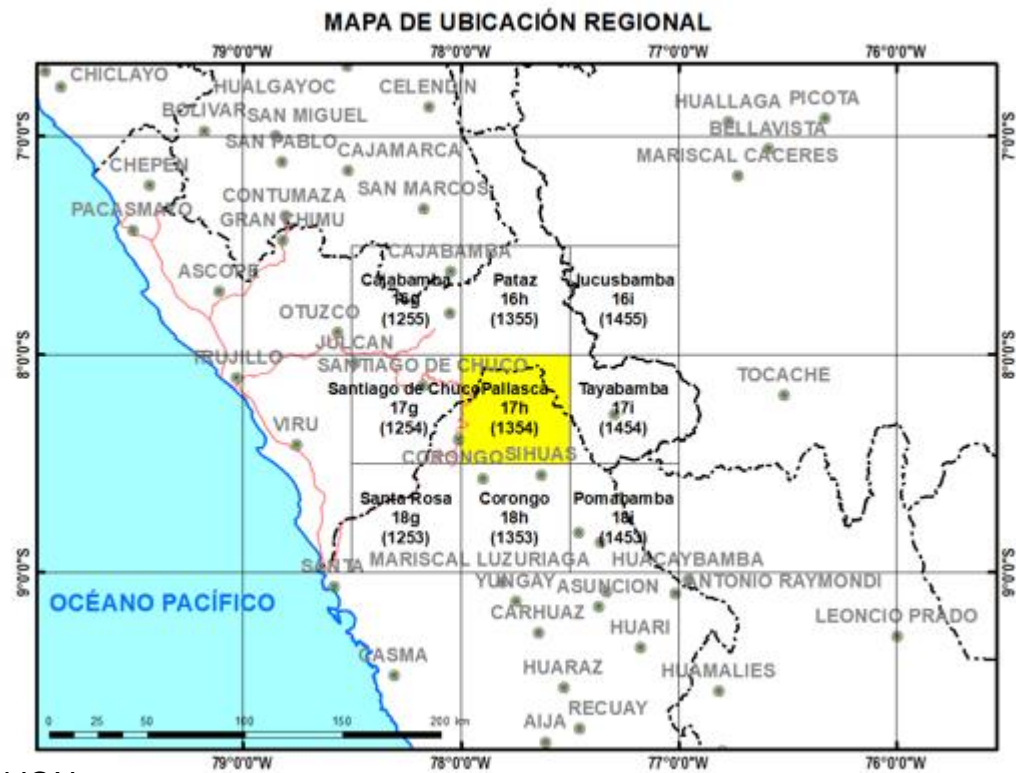 MAPA DE UBICACIÓN REGIONAL
79°0'0"W 78°0'0"W 77°0'0"W 76°0'0"W
CHICLAYO
HUALGAYOC
CELENDIN
HUALLAGA
PICOTA
BOLIVAR
SAN MIGUEL
BELLAVISTA
7°0'0"S
7°0'0"S
SAN PABLO
CAJAMARCA
MARISCAL CACERES
CHEPEN
SAN MARCOS
CONTUMAZA
PACASMAYO
GRAN CHIMU
CAJABAMBA
ASCOPE
Cajabamba
16g
(1255)
Pataz
16h
(1355)
Jucusbamba
16i
(1455)
OTUZCO
JULCAN
8°0'0"S
8°0'0"S
TRUJILLO
SANTIAGO DE CHUCO
TOCACHE
Santiago de Chuco
17g
(1254)
Pallasca
17h
(1354)
Tayabamba
17i
(1454)
VIRU
CORONGO
SIHUAS
Santa Rosa
18g
(1253)
Corongo
18h
(1353)
Pomabamba
18i
(1453)
MARISCAL LUZURIAGA
HUACAYBAMBA
SANTA
9°0'0"S
9°0'0"S
YUNGAY
ASUNCION
ANTONIO RAYMONDI
OCÉANO PACÍFICO
CARHUAZ
LEONCIO PRADO
HUARI
CASMA
HUARAZ
HUAMALIES
RECUAY
AIJA
0 25 50 100 150 200 km
79°0'0"W 78°0'0"W 77°0'0"W 76°0'0"W